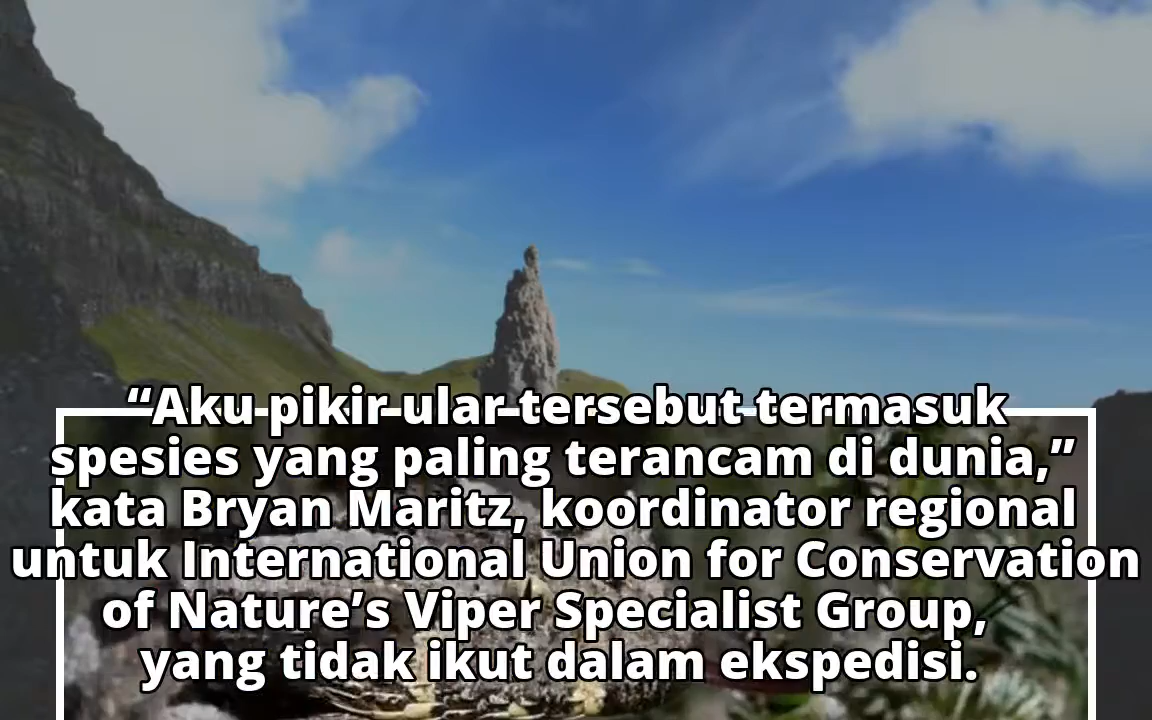 “Aku pikir ular tersebut termasuk
spesies yang paling terancam di dunia,”
kata Bryan Maritz, koordinator regional
untuk International Union for Conservation
of Nature’s Viper Specialist Group,
yang tidak ikut dalam ekspedisi.